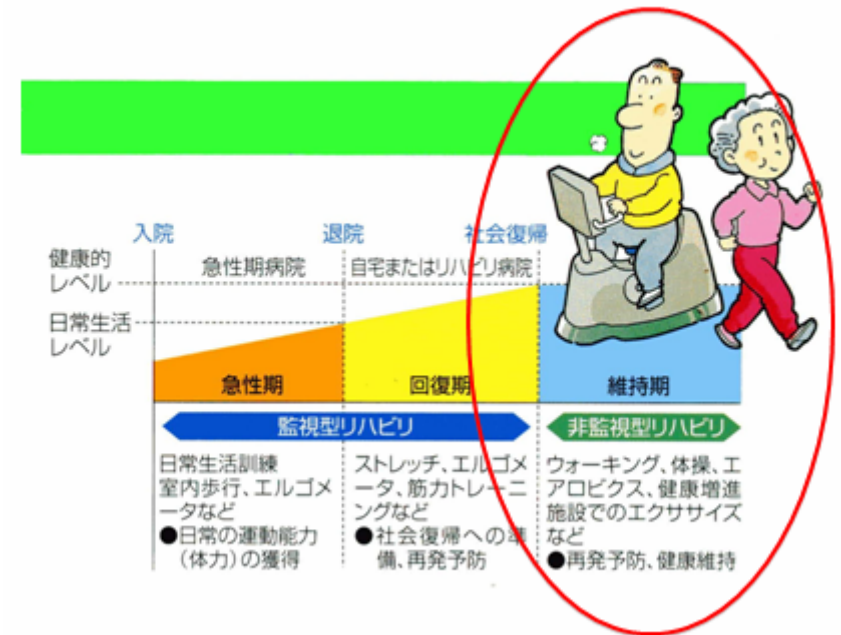 入院
退院
社会復帰
健康的
レベル
急性期病院
自宅またはリハビリ病院
日常生活
レベル
急性期
回復期
維持期
監視型リハビリ
非監視型リハビリ
日常生活訓練
室内歩行、エルゴメ
ータなど
●日常の運動能力
（体力）の獲得
ストレッチ、エルゴメ
ータ、筋力トレーニ
ングなど
●社会復帰への準
備、再発予防
ウォーキング、体操、エ
アロビクス、健康増進
施設でのエクササイズ
など
●再発予防、健康維持